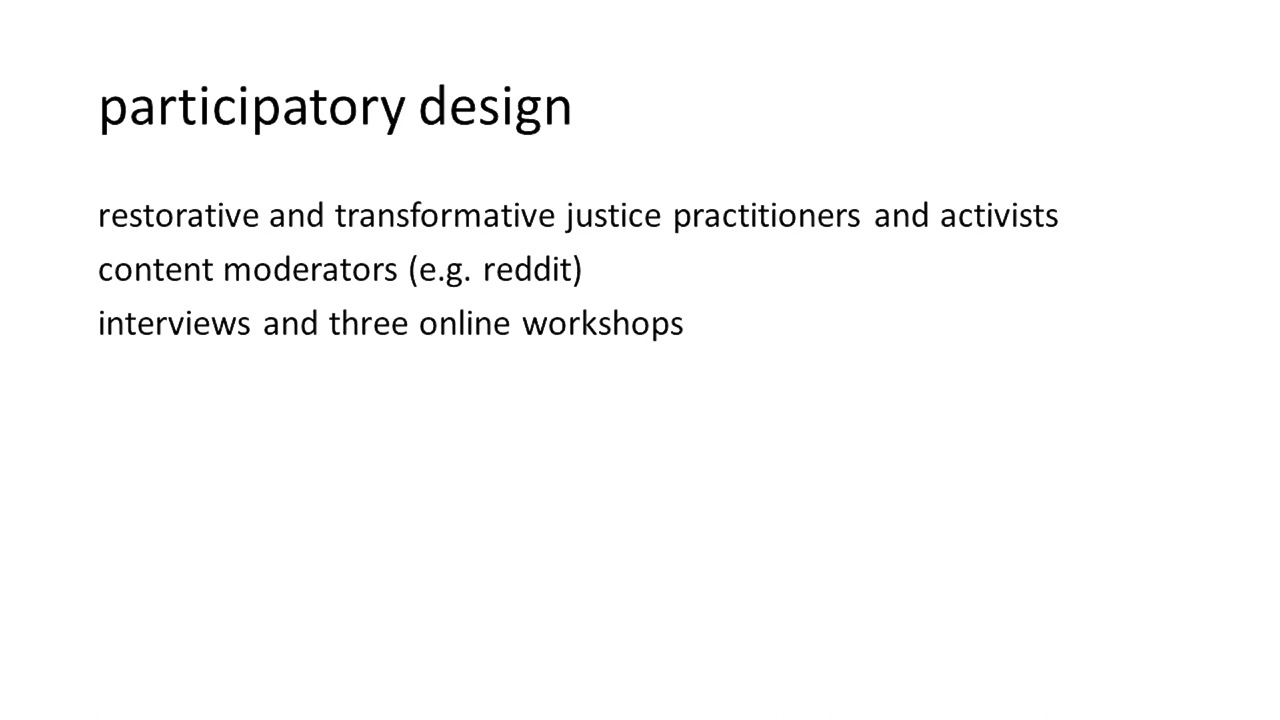 participatory design
restorative and transformative justice practitioners and activists
content moderators (e.g. reddit)
interviews and three online workshops